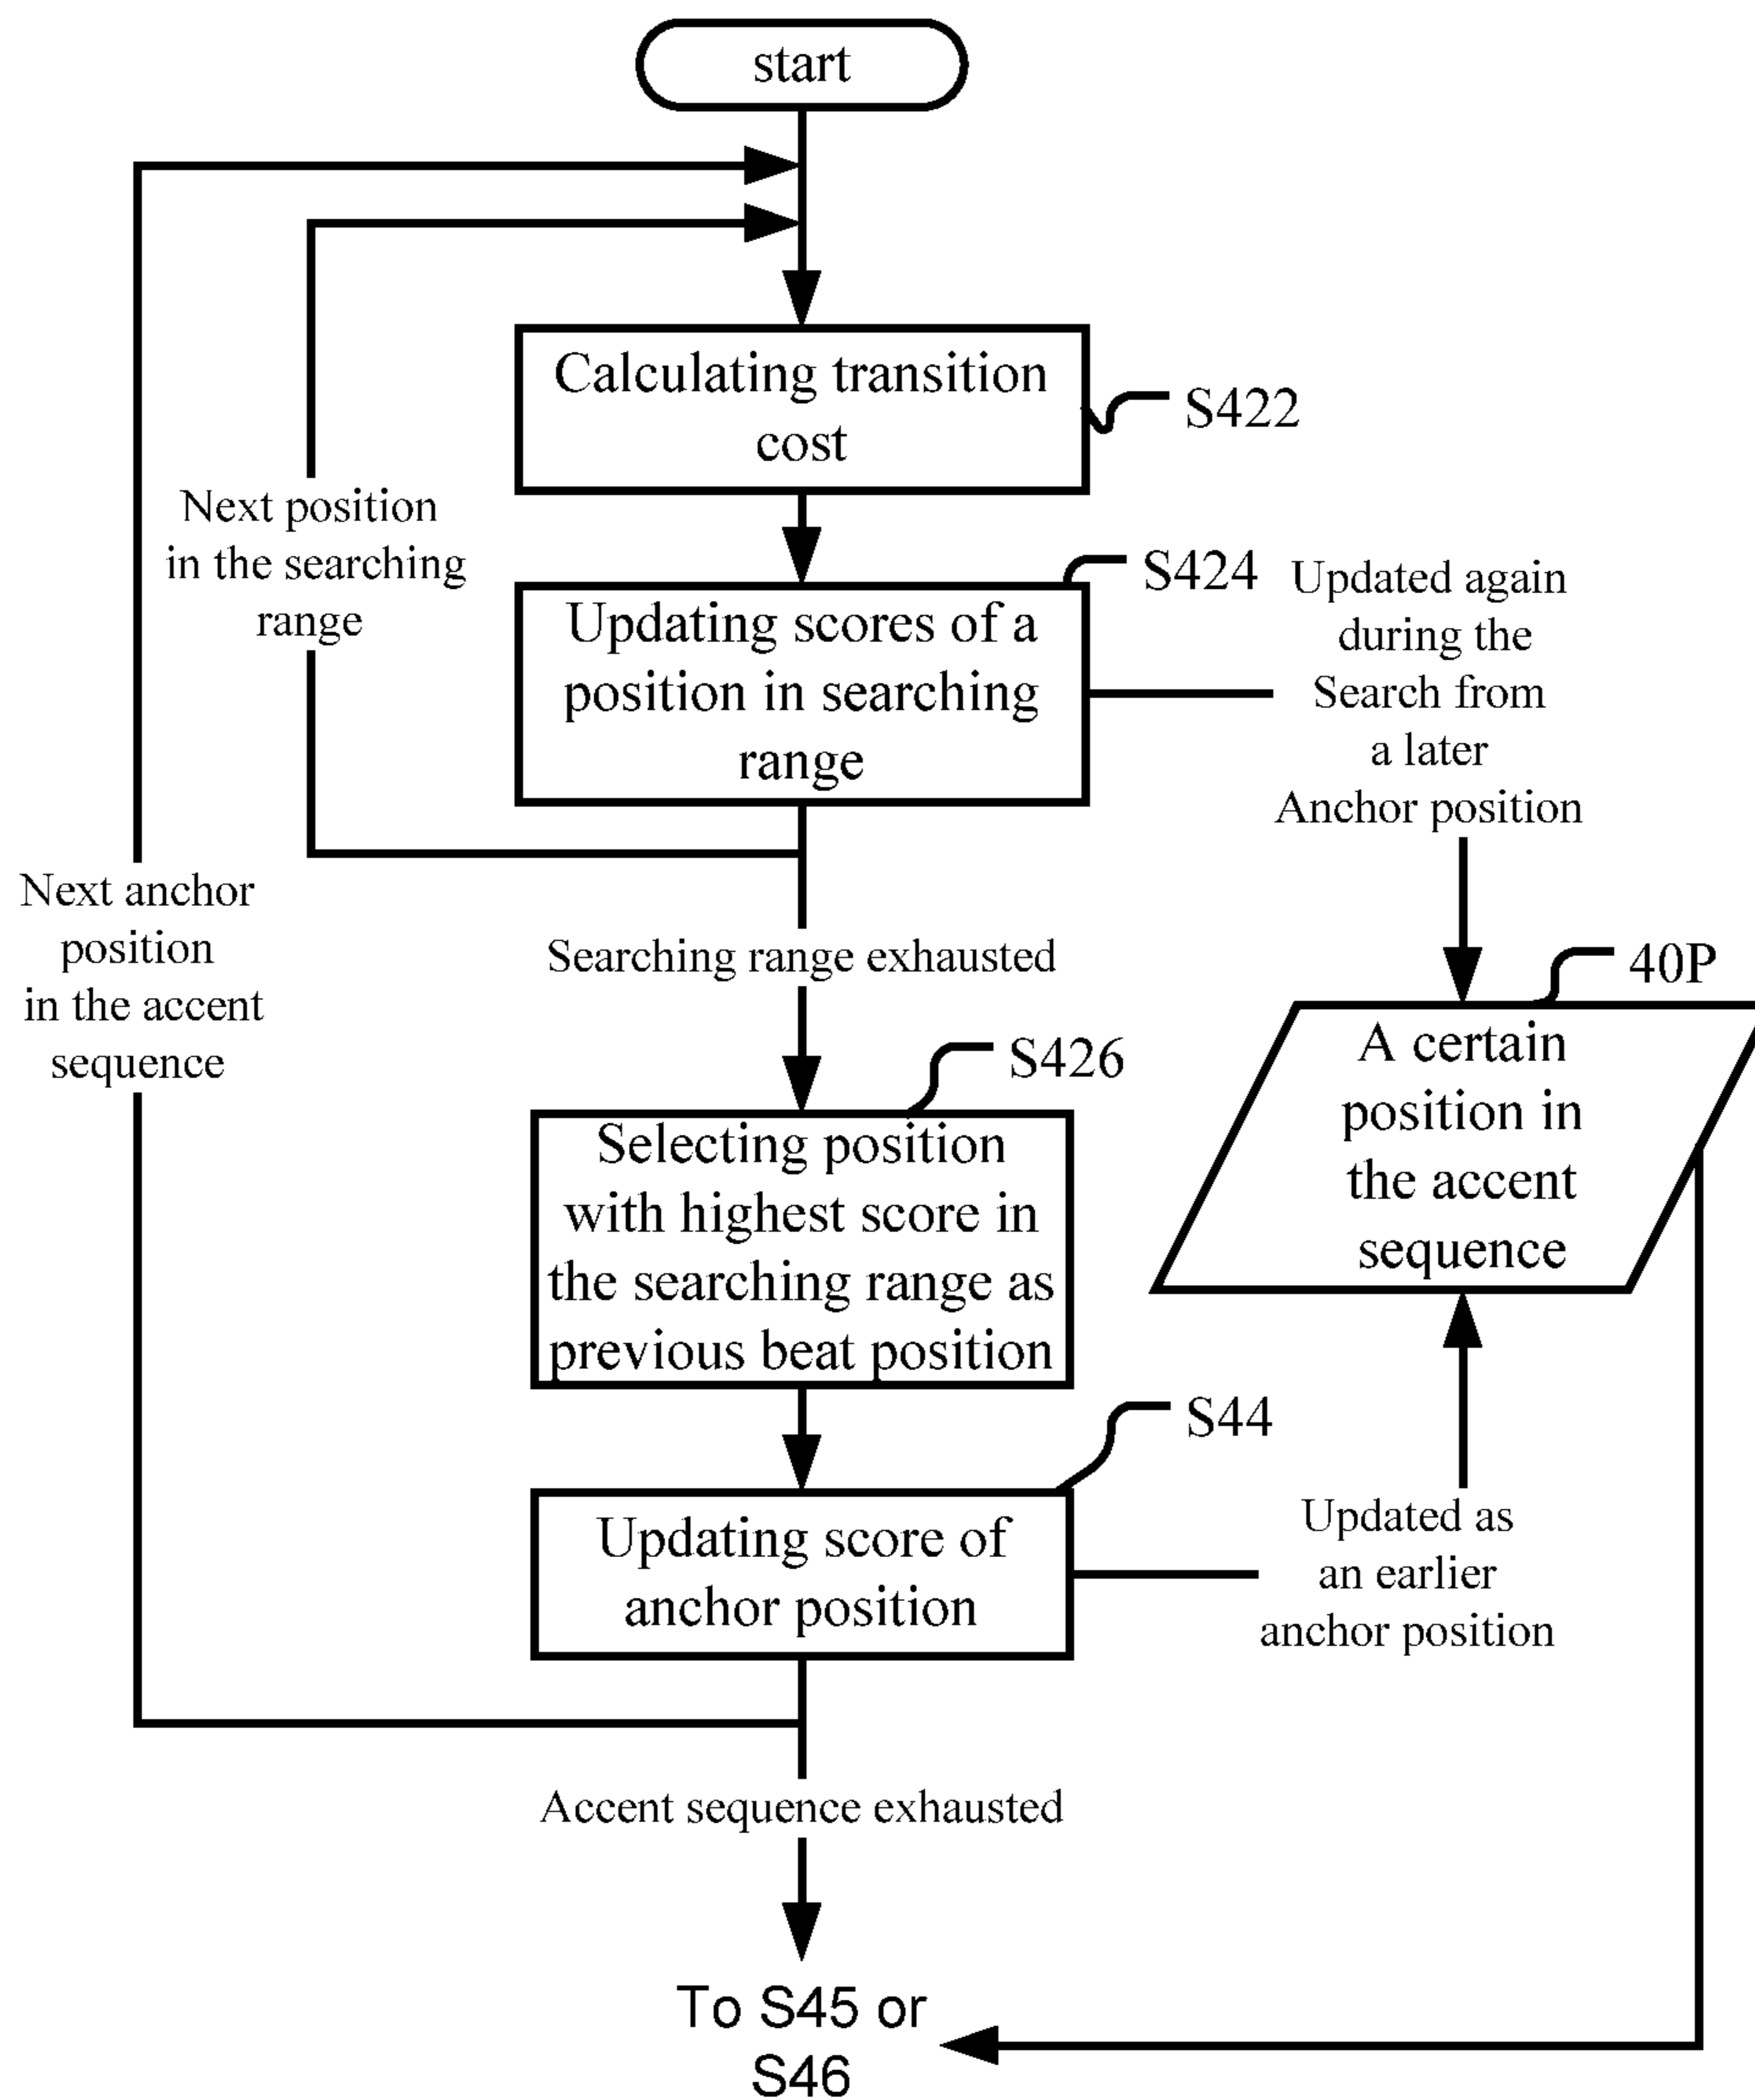 start
Calculating transition
cost
S422
Next position
in the searching
range
S424
Updating scores of a
position in searching
range
Updated again
during the
Search from
a later
Anchor position
Next anchor
position
in the accent
sequence
Searching range exhausted
40P
A certain
position in
the accent
sequence
S426
Selecting position
with highest score in
the searching range as
previous beat position
S44
Updating score of
anchor position
Updated as
an earlier
anchor position
Accent sequence exhausted
To S45 or
S46